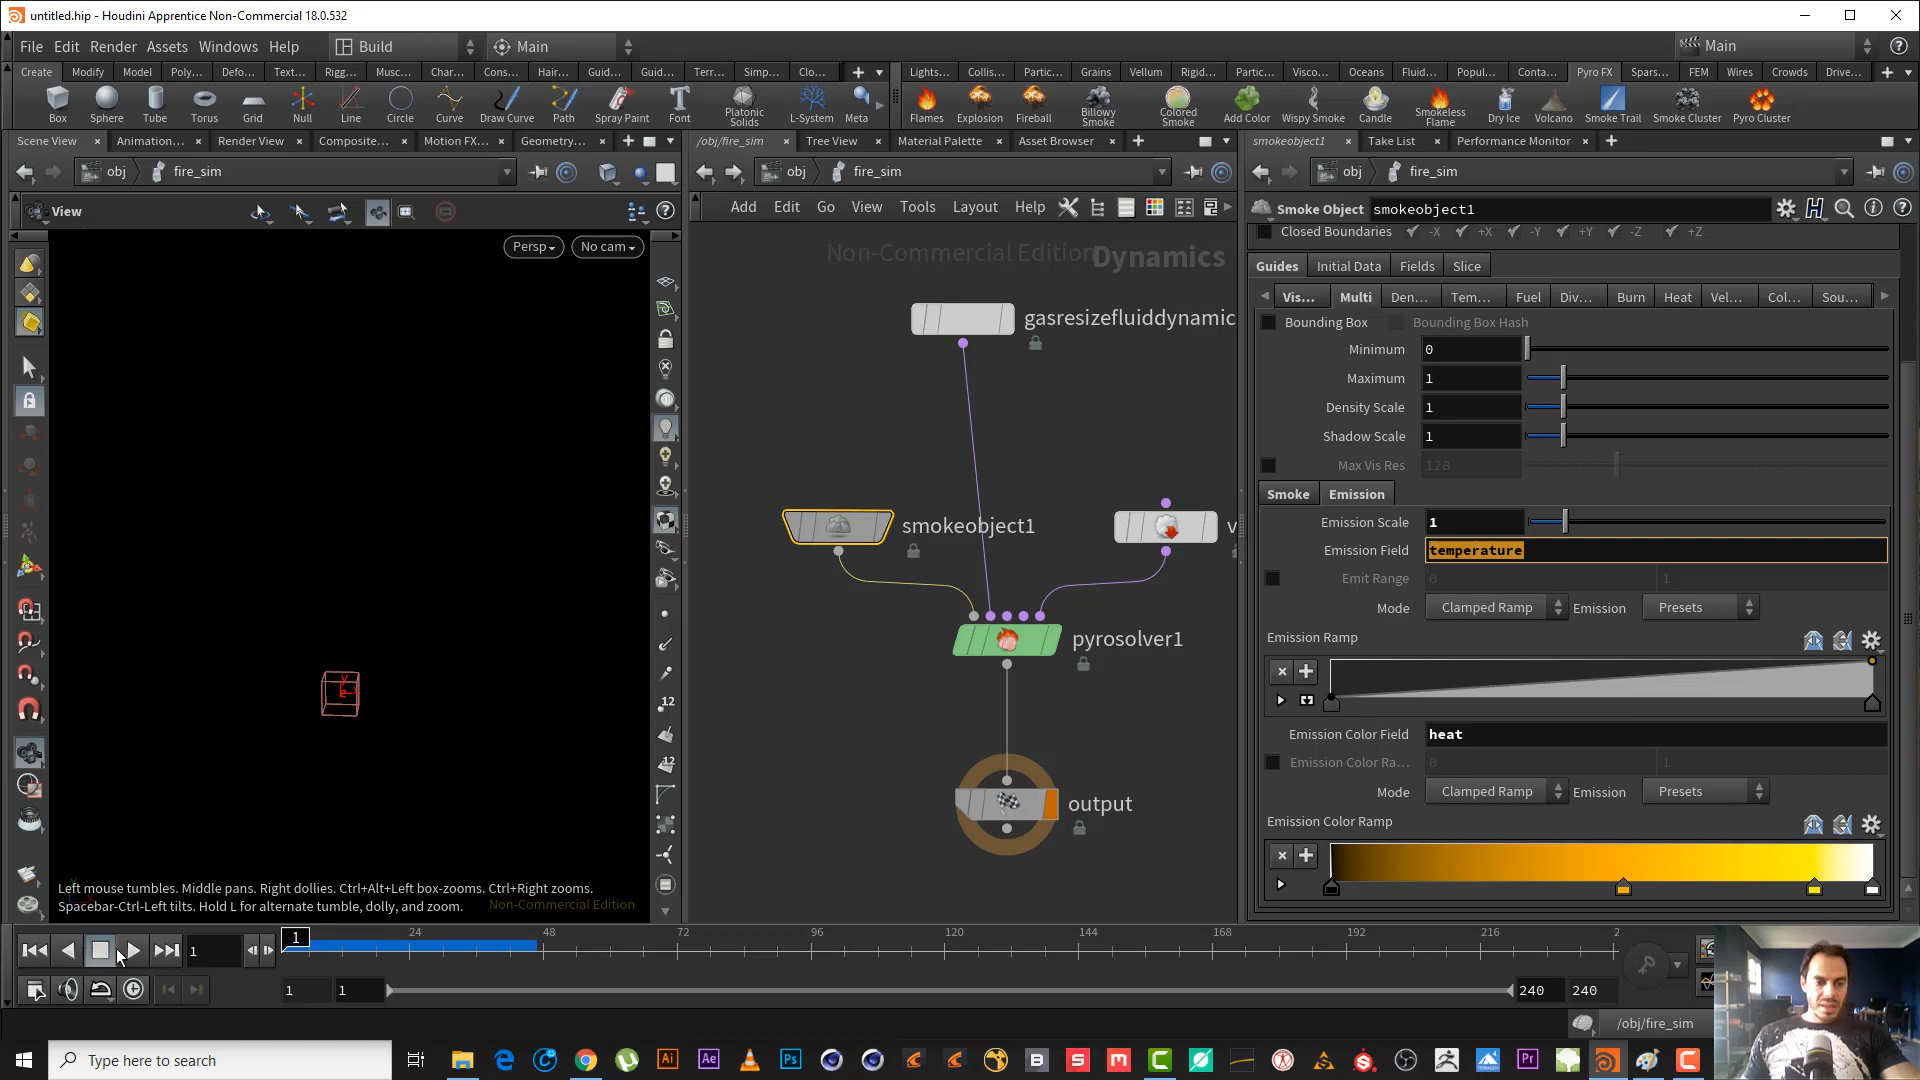 untitled.hip - Houdini Apprentice Non-Commercial 18.0.532
File Edit Render Assets Windows Help Build Main Main
Create Modify Model Poly... Defo... Text... Rigg... Musc... Char... Cons... Hair... Guid... Guid... Terr... Simp... Clo... Lights... Collis... Partic... Grains Vellum Rigid... Partic... Visco... Oceans Fluid... Popul... Conta... Pyro FX Spars... FEM Wires Crowds Drive...
Box Sphere Tube Torus Grid Null Line Circle Curve Draw Curve Path Spray Paint Font Platonic Solids L-System Meta Flames Explosion Fireball Billowy Smoke Colored Smoke Add Color Wispy Smoke Candle Smokeless Flame Dry Ice Volcano Smoke Trail Smoke Cluster Pyro Cluster
Scene View Animation... Render View Composite... Motion FX... Geometry... /obj/fire_sim Tree View Material Palette Asset Browser smokeobject1 Take List Performance Monitor
obj fire_sim obj fire_sim obj fire_sim
View Add Edit Go View Tools Layout Help Smoke Object smokeobject1
Persp No cam
Non-Commercial Edition Dynamics
gasresizefluiddynamic
smokeobject1
v
pyrosolver1
output
Closed Boundaries -X +X -Y +Y -Z +Z
Guides Initial Data Fields Slice
Vis... Multi Den... Tem... Fuel Div... Burn Heat Vel... Col... Sou...
Bounding Box Bounding Box Hash
Minimum 0
Maximum 1
Density Scale 1
Shadow Scale 1
Max Vis Res 128
Smoke Emission
Emission Scale 1
Emission Field temperature
Emit Range 0 1
Mode Clamped Ramp Emission Presets
Emission Ramp
Emission Color Field heat
Emission Color Ra... 0 1
Mode Clamped Ramp Emission Presets
Emission Color Ramp
12
12
Left mouse tumbles. Middle pans. Right dollies. Ctrl+Alt+Left box-zooms. Ctrl+Right zooms.
Spacebar-Ctrl-Left tilts. Hold L for alternate tumble, dolly, and zoom. Non-Commercial Edition
1 1 24 48 72 96 120 144 168 192 216 2
1 1 240 240
/obj/fire_sim
Type here to search
Ai Ae Ps B S M C Pr C